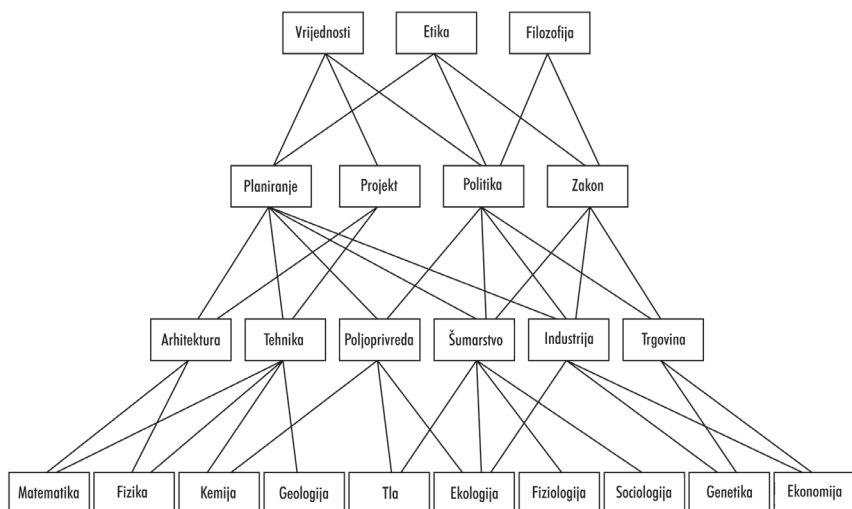 Vrijednosti
Etika
Filozofija
Planiranje
Projekt
Politika
Zakon
Arhitektura
Tehnika
Poljoprivreda
Šumarstvo
Industrija
Trgovina
Matematika
Fizika
Kemija
Geologija
Tla
Ekologija
Fiziologija
Sociologija
Genetika
Ekonomija